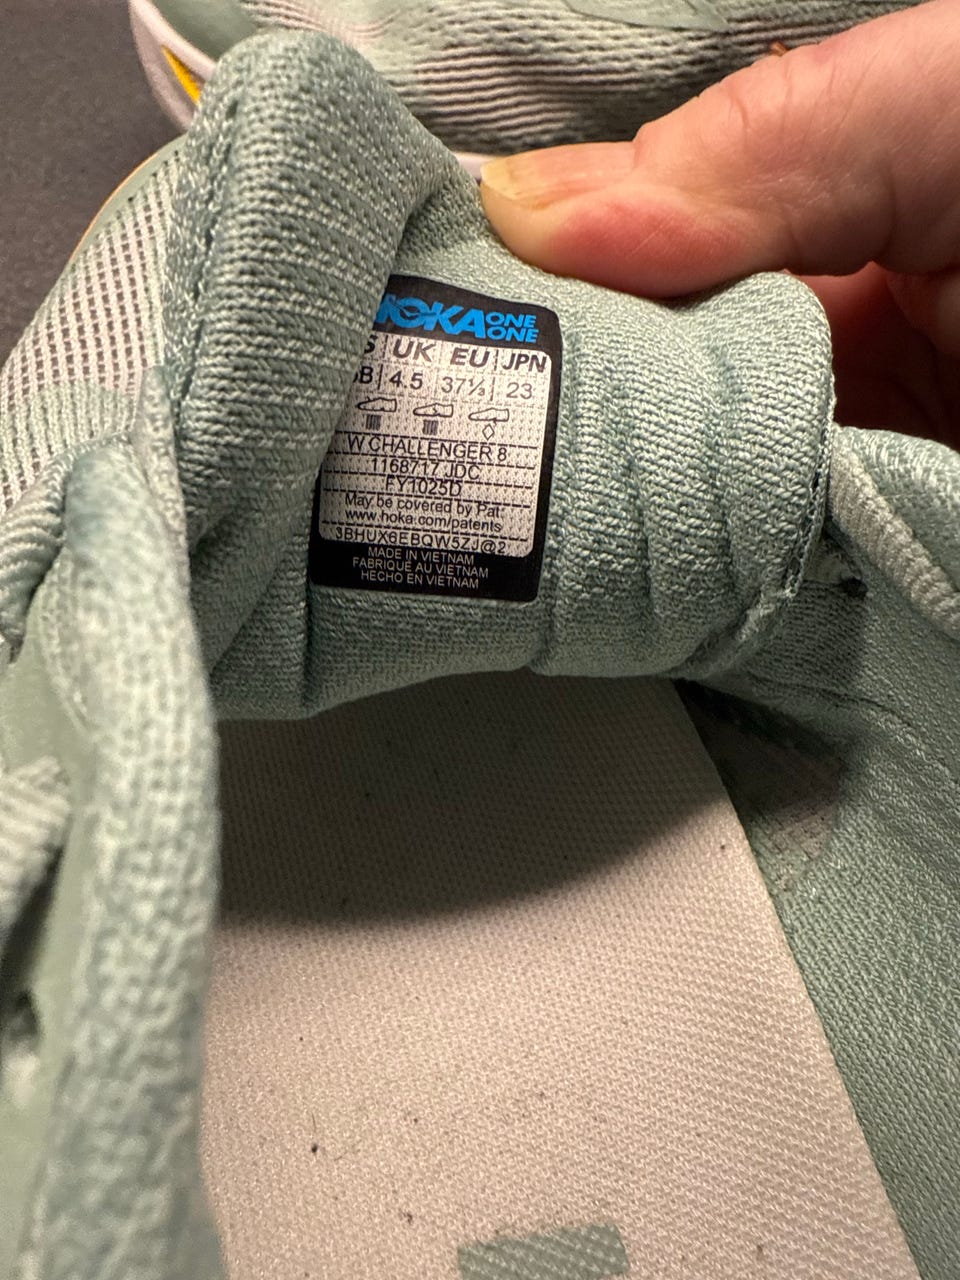 HOKA ONE ONE
UK EU JPN
4.5 37⅓ 23
W CHALLENGER 8
1168717 JDC
FY1025D
May be covered by Pat.
www.hoka.com/patents
3BHUX6EBQW5ZJ@2
MADE IN VIETNAM
FABRIQUÉ AU VIETNAM
HECHO EN VIETNAM